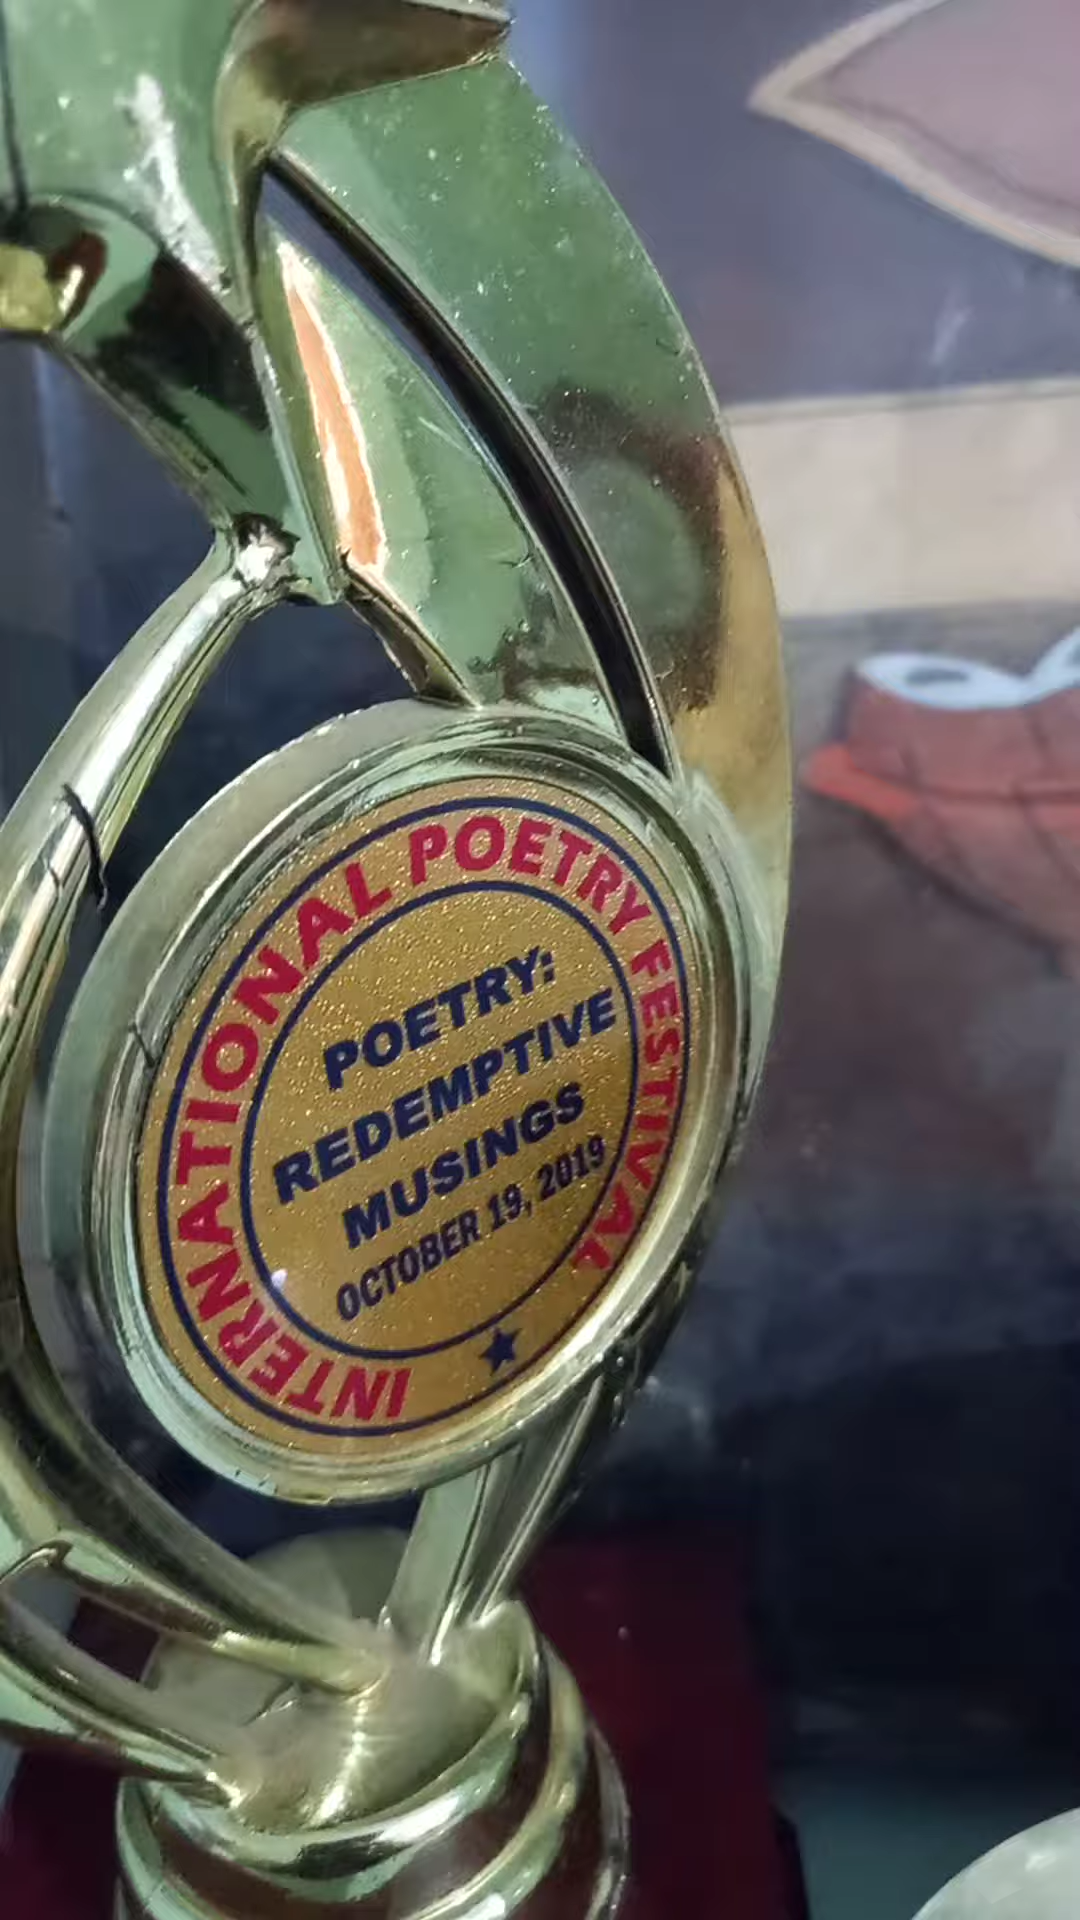 INTERNATIONAL POETRY FESTIVAL
POETRY:
REDEMPTIVE
MUSINGS
OCTOBER 19, 2019